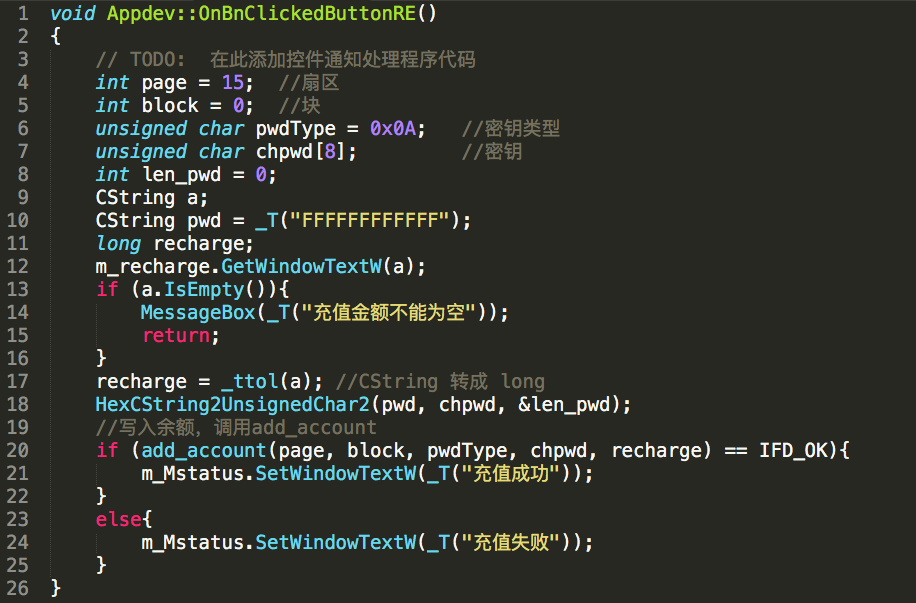 1 void Appdev::OnBnClickedButtonRE()
2 {
3 // TODO: 在此添加控件通知处理程序代码
4 int page = 15; //扇区
5 int block = 0; //块
6 unsigned char pwdType = 0x0A; //密钥类型
7 unsigned char chpwd[8]; //密钥
8 int len_pwd = 0;
9 CString a;
10 CString pwd = _T("FFFFFFFFFFFF");
11 long recharge;
12 m_recharge.GetWindowTextW(a);
13 if (a.IsEmpty()){
14 MessageBox(_T("充值金额不能为空"));
15 return;
16 }
17 recharge = _ttol(a); //CString 转成 long
18 HexCString2UnsignedChar2(pwd, chpwd, &len_pwd);
19 //写入余额，调用add_account
20 if (add_account(page, block, pwdType, chpwd, recharge) == IFD_OK){
21 m_Mstatus.SetWindowTextW(_T("充值成功"));
22 }
23 else{
24 m_Mstatus.SetWindowTextW(_T("充值失败"));
25 }
26 }